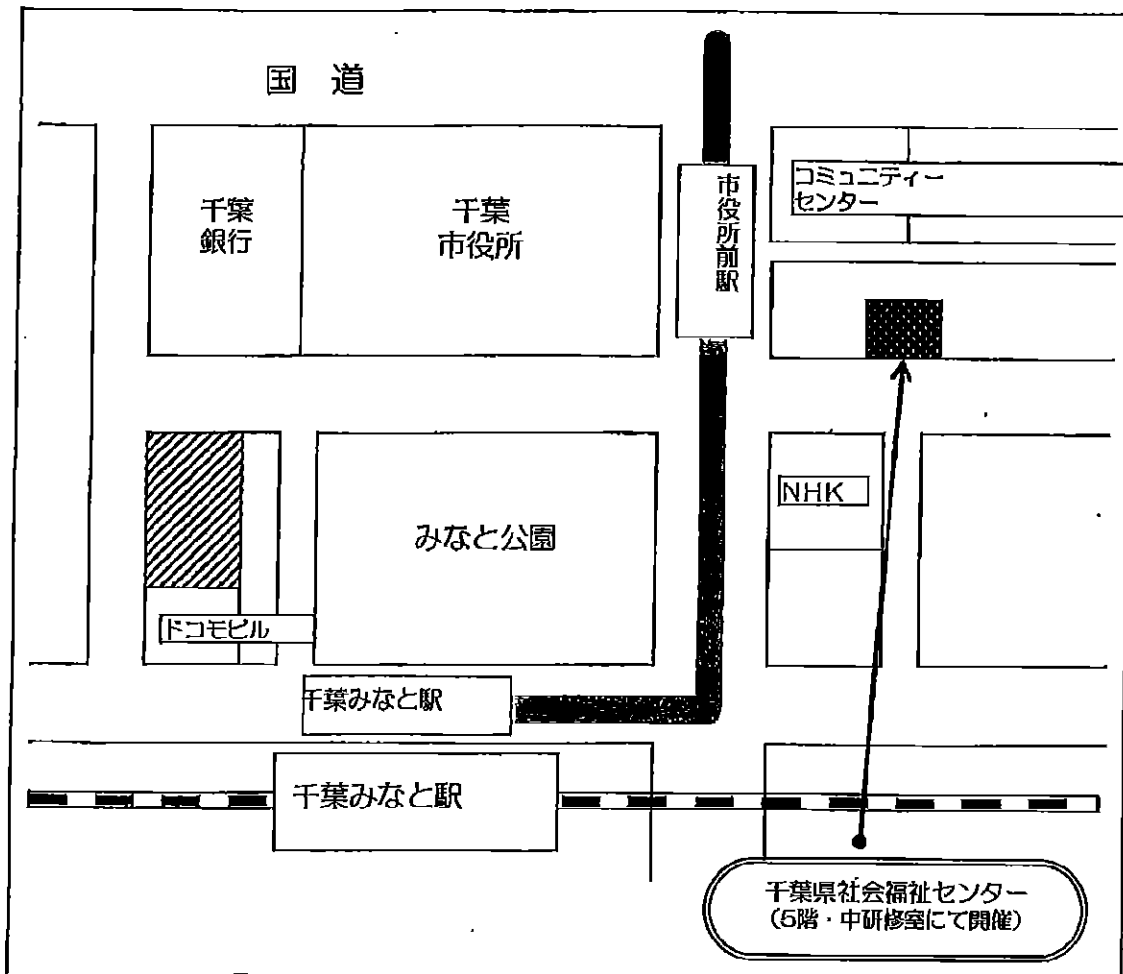 国道
千葉
銀行
千葉
市役所
市役所前駅
コミュニティー
センター
NHK
みなと公園
ドコモビル
千葉みなと駅
千葉みなと駅
千葉県社会福祉センター
(5階・中研修室にて開催)